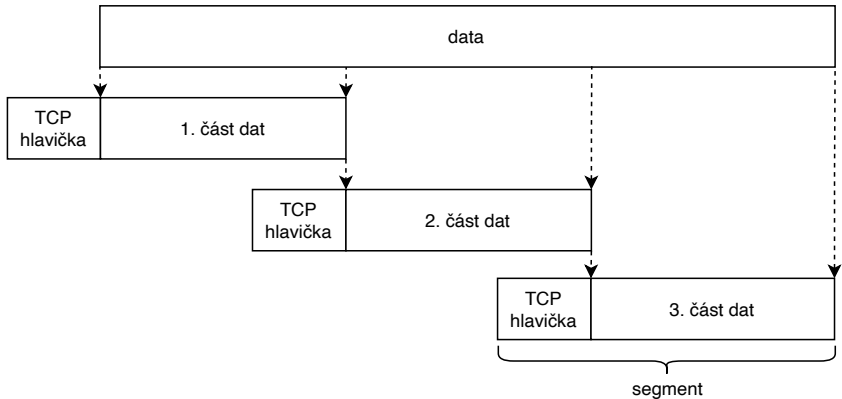 data
TCP
hlavička
1. část dat
TCP
hlavička
2. část dat
TCP
hlavička
3. část dat
segment